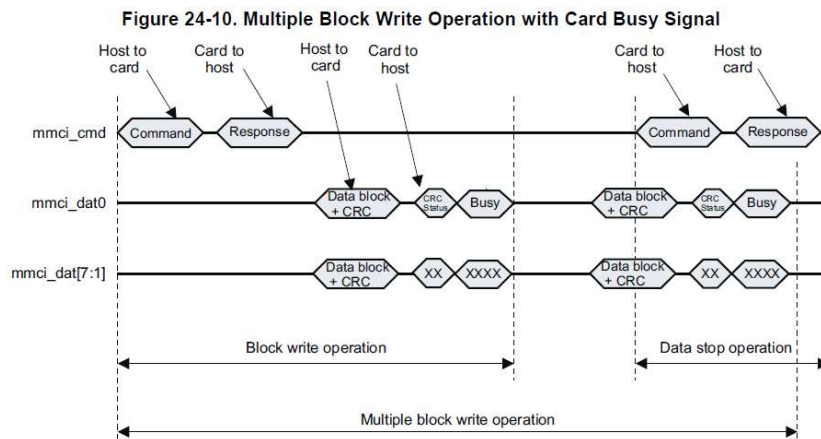 Figure 24-10. Multiple Block Write Operation with Card Busy Signal
Host to
card
Card to
host
Host to
card
Card to
host
Card to
host
Host to
card
mmci_cmd
Command
Response
Command
Response
mmci_dat0
Data block
+ CRC
CRC
Status
Busy
Data block
+ CRC
CRC
Status
Busy
mmci_dat[7:1]
Data block
+ CRC
XX
XXXX
Data block
+ CRC
XX
XXXX
Block write operation
Data stop operation
Multiple block write operation